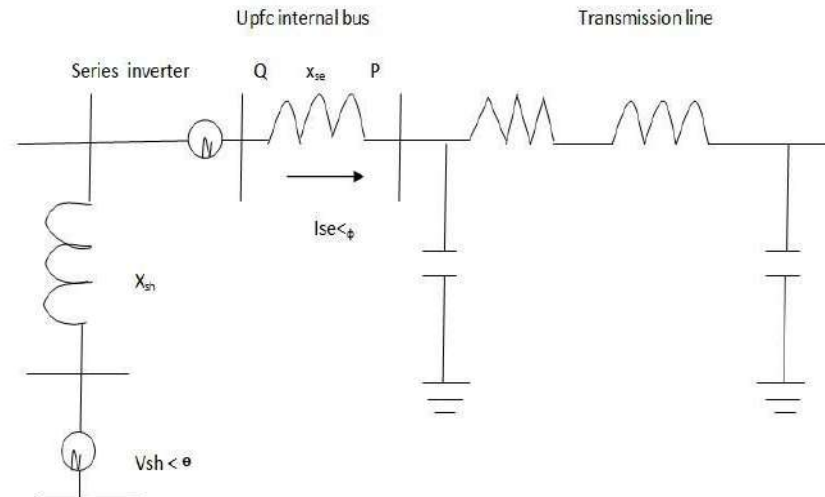 Upfc internal bus
Transmission line
Series inverter
Q
xse
P
Ise<ϕ
Xsh
Vsh < θ